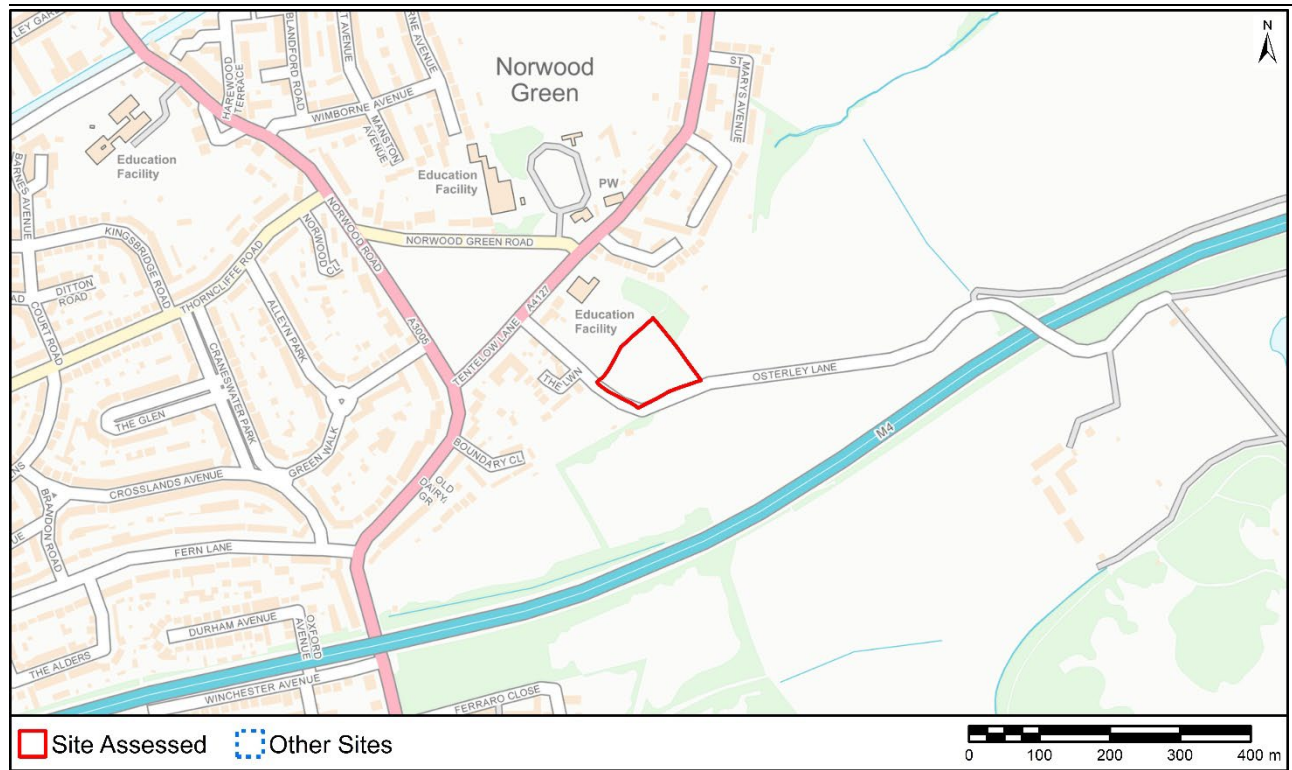 N
Norwood
Green
HAREWOOD
TERRACE
BLANDFORD ROAD
WIMBORNE AVENUE
MANSTON
AVENUE
ST
MARYS AVENUE
Education
Facility
Education
Facility
PW
BARNES AVENUE
KINGSBRIDGE ROAD
NORWOOD ROAD
NORWOOD GREEN ROAD
THORNCLIFFE ROAD
DITTON
ROAD
COURT ROAD
ALLEYN PARK
A3005
TENTELOW LANE
A4127
Education
Facility
CRANESWATER PARK
THE GLEN
GREEN WALK
OSTERLEY LANE
M4
BOUNDARY CL
OLD
DAIRY
GR
CROSSLANDS AVENUE
BRANDON ROAD
FERN LANE
DURHAM AVENUE
OXFORD
AVENUE
THE ALDERS
WINCHESTER AVENUE
FERRARO CLOSE
Site Assessed
Other Sites
0 100 200 300 400 m